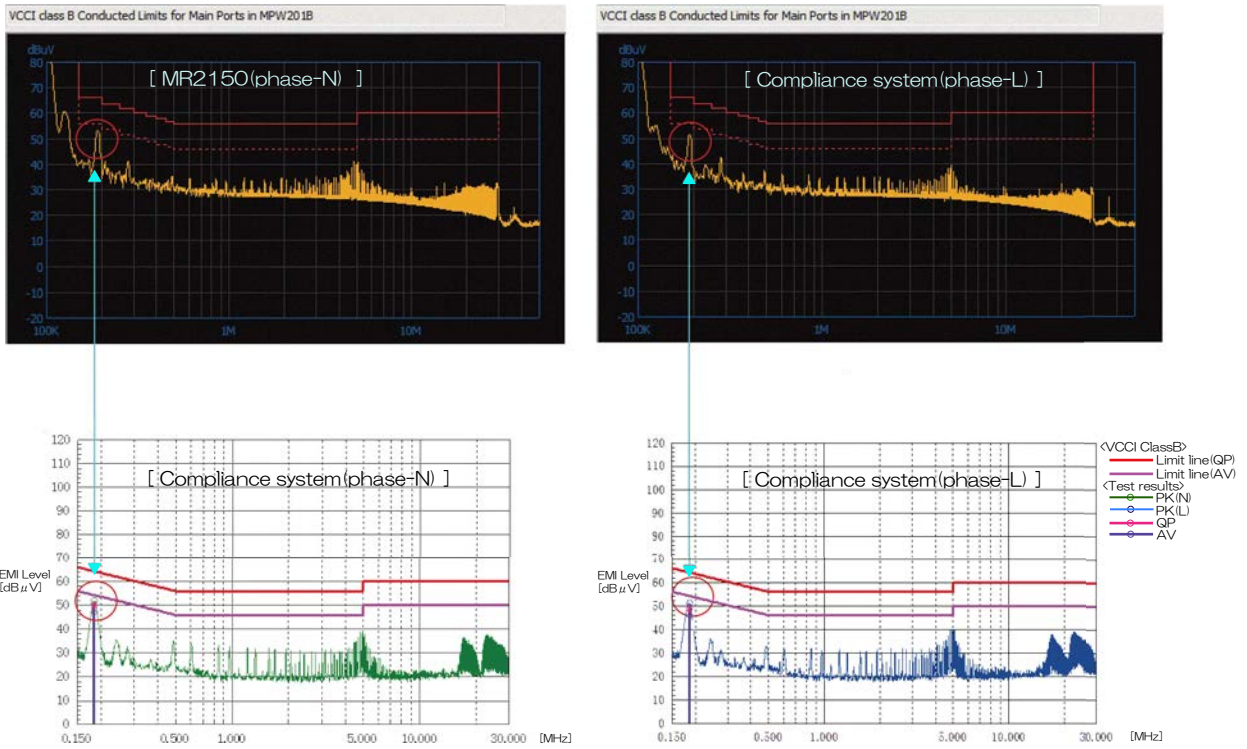 VCCI class B Conducted Limits for Main Ports in MPW201B
dBuV
[ MR2150(phase-N) ]
80
70
60
50
40
30
20
10
0
-10
-20
100K 1M 10M
VCCI class B Conducted Limits for Main Ports in MPW201B
dBuV
[ Compliance system(phase-L) ]
80
70
60
50
40
30
20
10
0
-10
-20
100K 1M 10M
[ Compliance system(phase-N) ]
120
110
100
90
80
70
60
50
40
30
20
10
0
EMI Level
[dBμV]
0.150 0.500 1.000 5.000 10.000 30.000 [MHz]
[ Compliance system(phase-L) ]
120
110
100
90
80
70
60
50
40
30
20
10
0
EMI Level
[dBμV]
0.150 0.500 1.000 5.000 10.000 30.000 [MHz]
<VCCI ClassB>
Limit line(QP)
Limit line(AV)
<Test results>
PK(N)
PK(L)
QP
AV